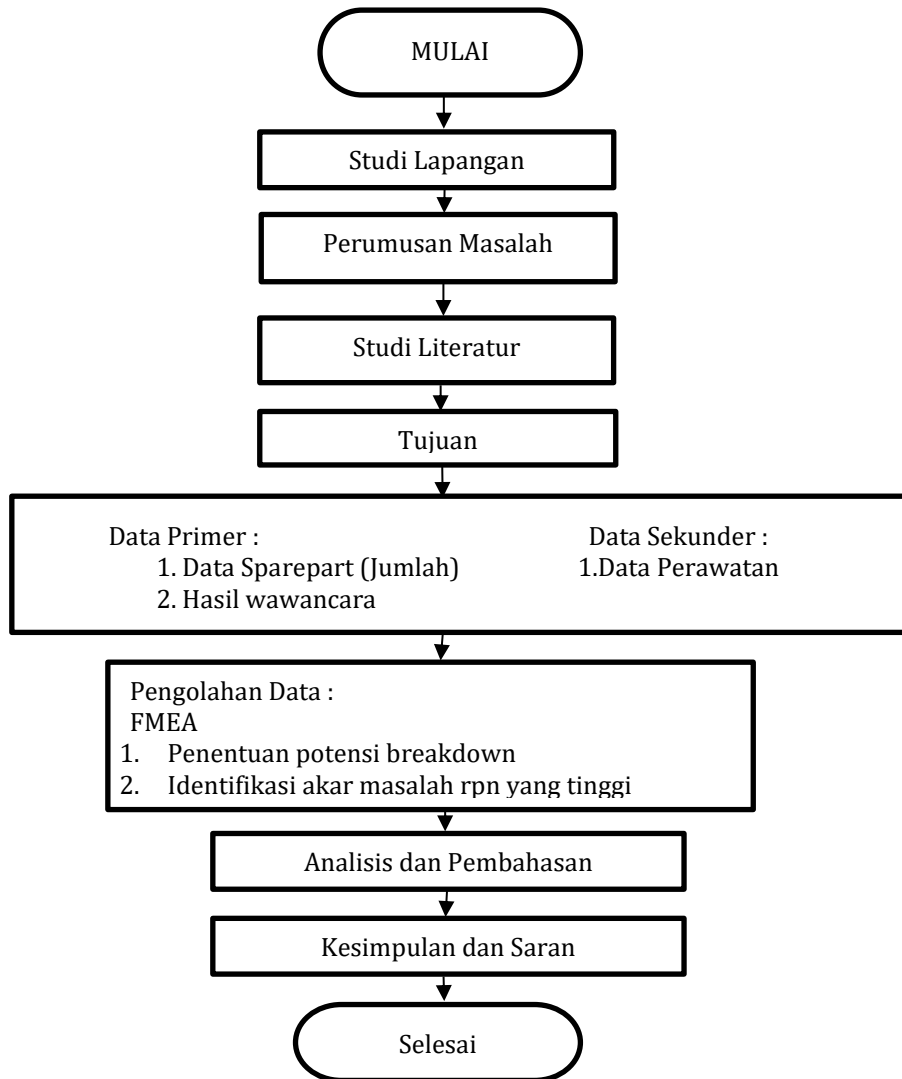 MULAI
Studi Lapangan
Perumusan Masalah
Studi Literatur
Tujuan
Data Primer :
1. Data Sparepart (Jumlah)
2. Hasil wawancara
Data Sekunder :
1.Data Perawatan
Pengolahan Data :
FMEA
1. Penentuan potensi breakdown
2. Identifikasi akar masalah rpn yang tinggi
Analisis dan Pembahasan
Kesimpulan dan Saran
Selesai